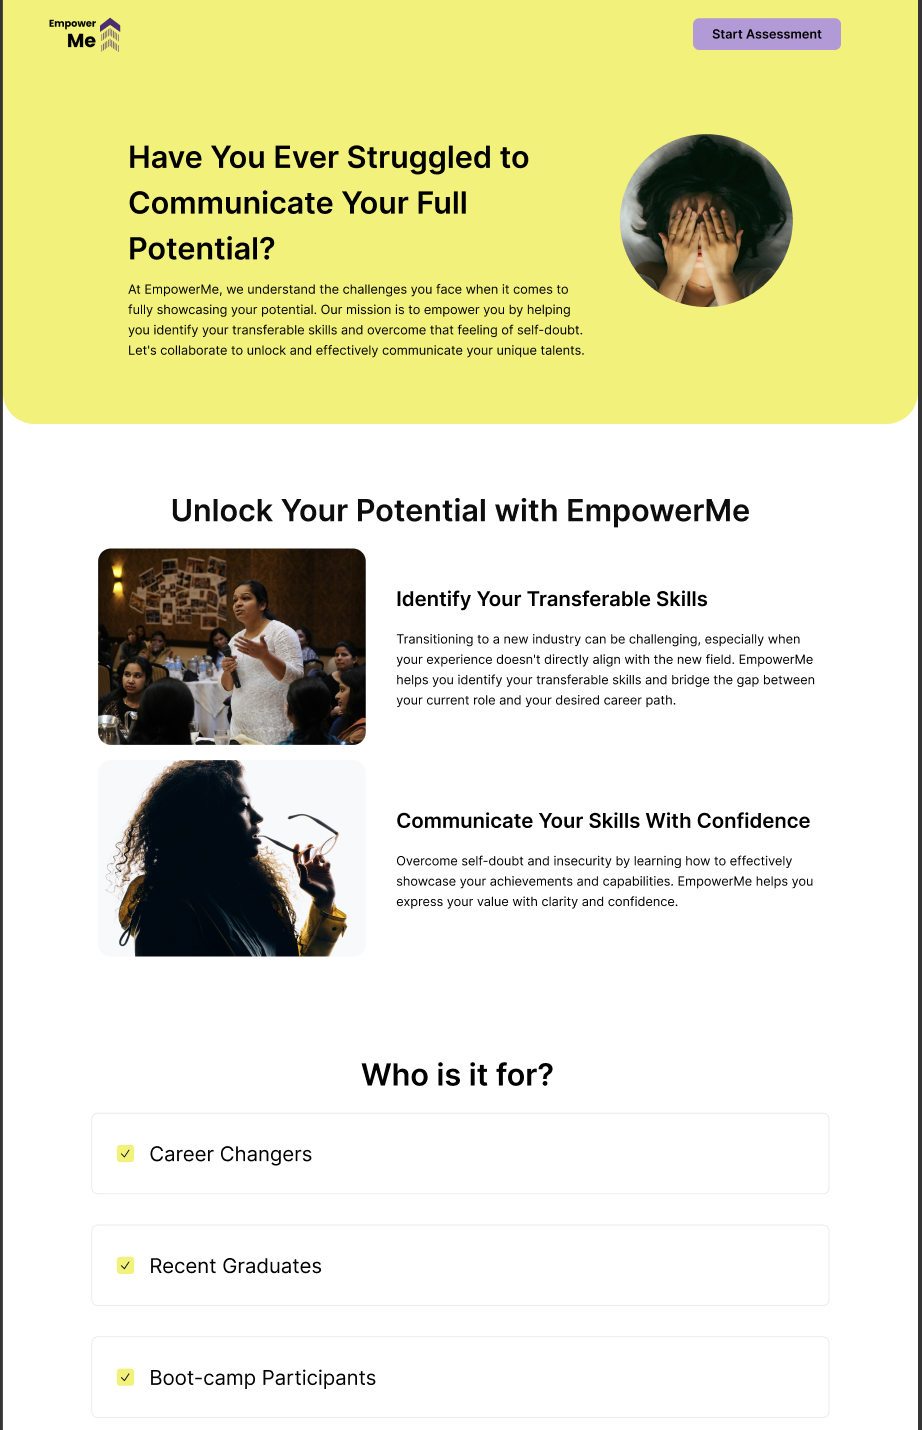 Empower
Me
Start Assessment
Have You Ever Struggled to
Communicate Your Full
Potential?
At EmpowerMe, we understand the challenges you face when it comes to
fully showcasing your potential. Our mission is to empower you by helping
you identify your transferable skills and overcome that feeling of self-doubt.
Let's collaborate to unlock and effectively communicate your unique talents.
Unlock Your Potential with EmpowerMe
Identify Your Transferable Skills
Transitioning to a new industry can be challenging, especially when
your experience doesn't directly align with the new field. EmpowerMe
helps you identify your transferable skills and bridge the gap between
your current role and your desired career path.
Communicate Your Skills With Confidence
Overcome self-doubt and insecurity by learning how to effectively
showcase your achievements and capabilities. EmpowerMe helps you
express your value with clarity and confidence.
Who is it for?
Career Changers
Recent Graduates
Boot-camp Participants